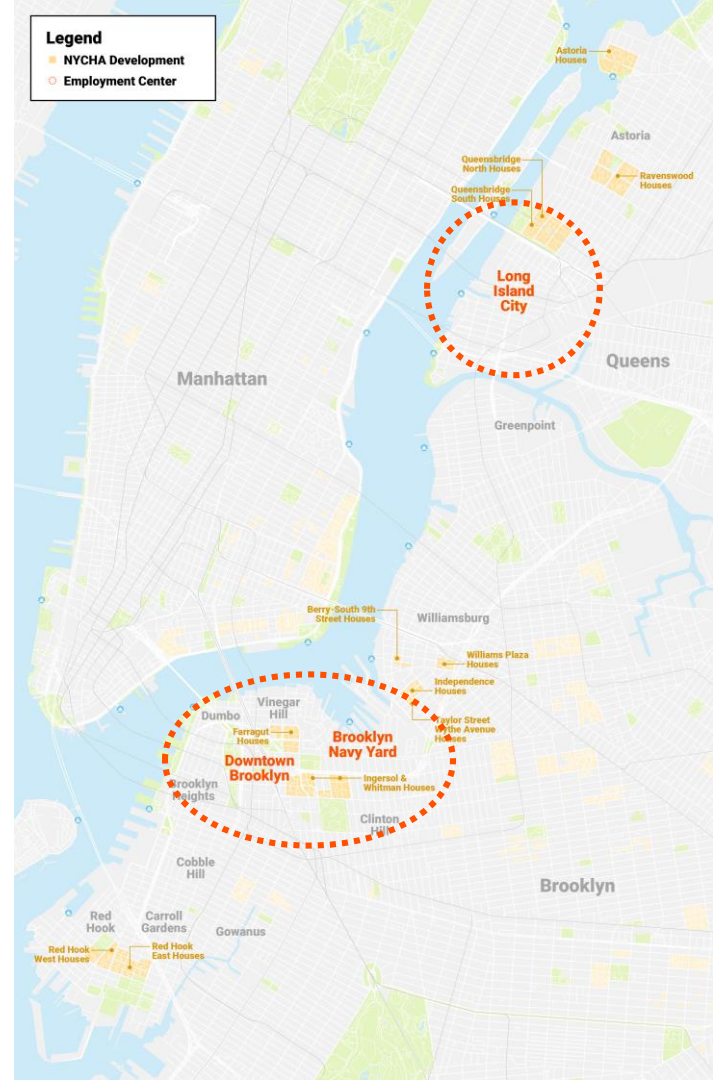 Legend
NYCHA Development
Employment Center
Astoria
Houses
Astoria
Queensbridge
North Houses
Ravenswood
Houses
Queensbridge
South Houses
Long
Island
City
Queens
Manhattan
Greenpoint
Berry-South 9th
Street Houses
Williamsburg
Williams Plaza
Houses
Independence
Houses
Taylor Street
Wythe Avenue
Houses
Vinegar
Hill
Dumbo
Farragut
Houses
Brooklyn
Navy Yard
Downtown
Brooklyn
Ingersol &
Whitman Houses
Brooklyn
Heights
Clinton
Hill
Cobble
Hill
Brooklyn
Red
Hook
Carroll
Gardens
Gowanus
Red Hook
West Houses
Red Hook
East Houses